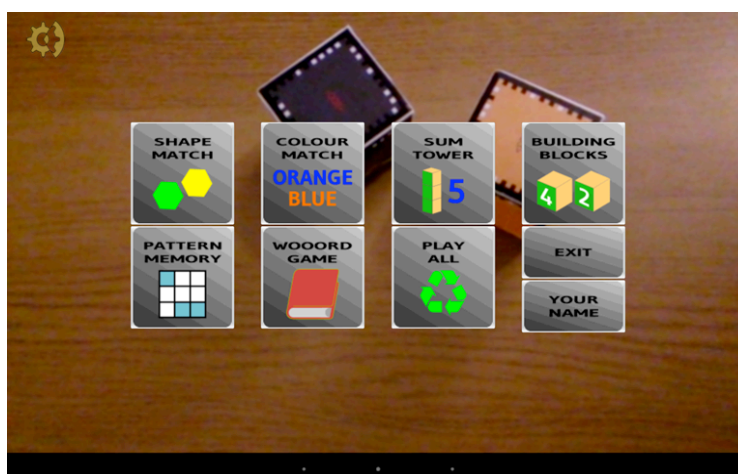 SHAPE
MATCH
COLOUR
MATCH
ORANGE
BLUE
SUM
TOWER
5
BUILDING
BLOCKS
4 2
PATTERN
MEMORY
WOOORD
GAME
PLAY
ALL
EXIT
YOUR
NAME